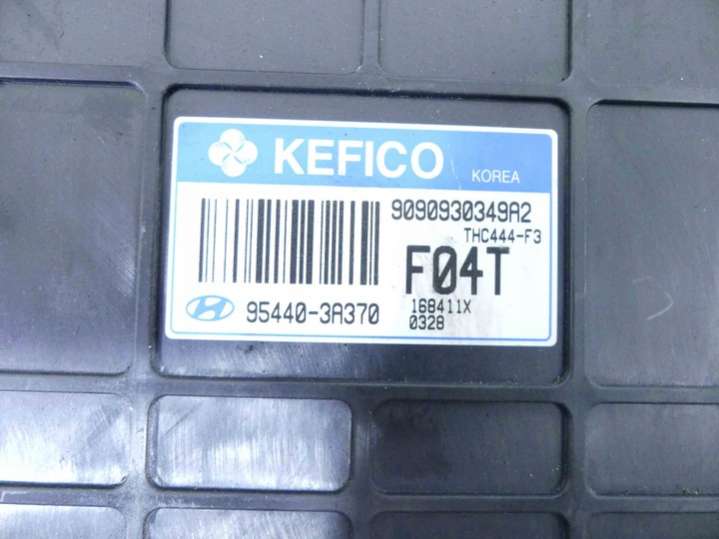 KEFICO
KOREA
9090930349A2
THC444-F3
F04T
95440-3A370
168411X
0328